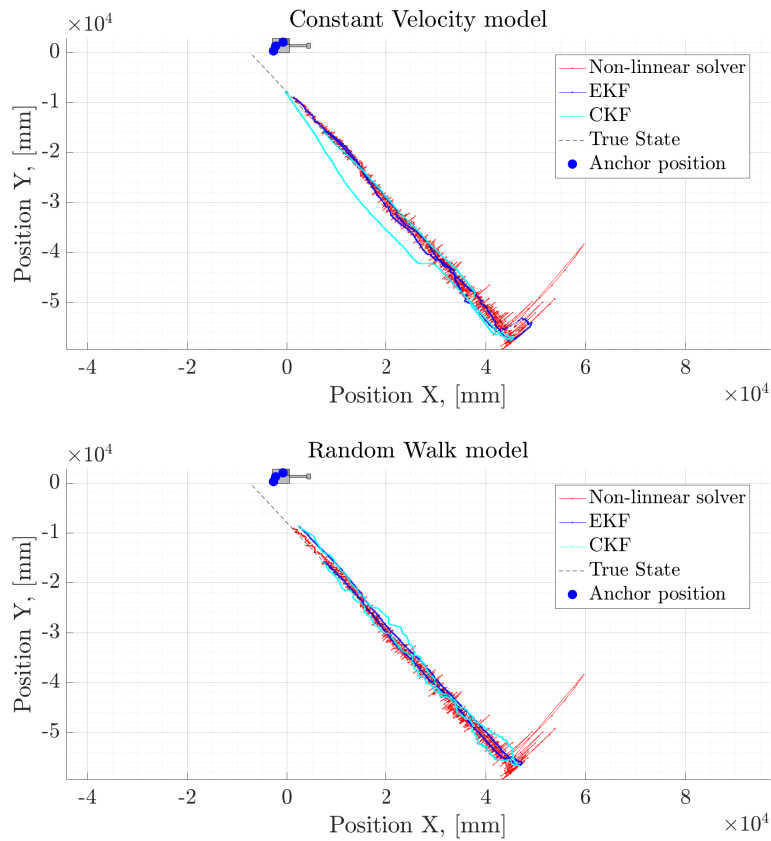 Constant Velocity model
×10⁴
0
-1
-2
-3
-4
-5
Position Y, [mm]
Non-linnear solver
EKF
CKF
True State
Anchor position
-4 -2 0 2 4 6 8
Position X, [mm]
×10⁴
Random Walk model
×10⁴
0
-1
-2
-3
-4
-5
Position Y, [mm]
Non-linnear solver
EKF
CKF
True State
Anchor position
-4 -2 0 2 4 6 8
Position X, [mm]
×10⁴